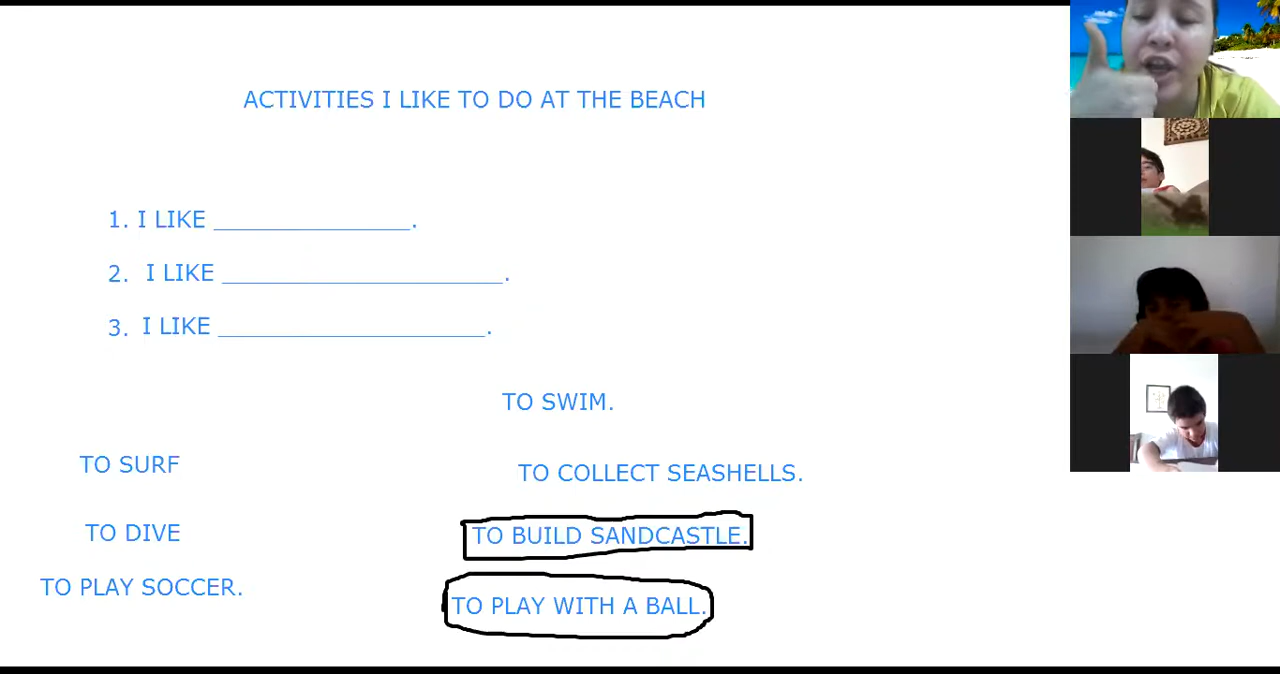 ACTIVITIES I LIKE TO DO AT THE BEACH
1. I LIKE _______________.
2. I LIKE ______________________.
3. I LIKE _____________________.
TO SWIM.
TO SURF
TO COLLECT SEASHELLS.
TO DIVE
TO BUILD SANDCASTLE.
TO PLAY SOCCER.
TO PLAY WITH A BALL.